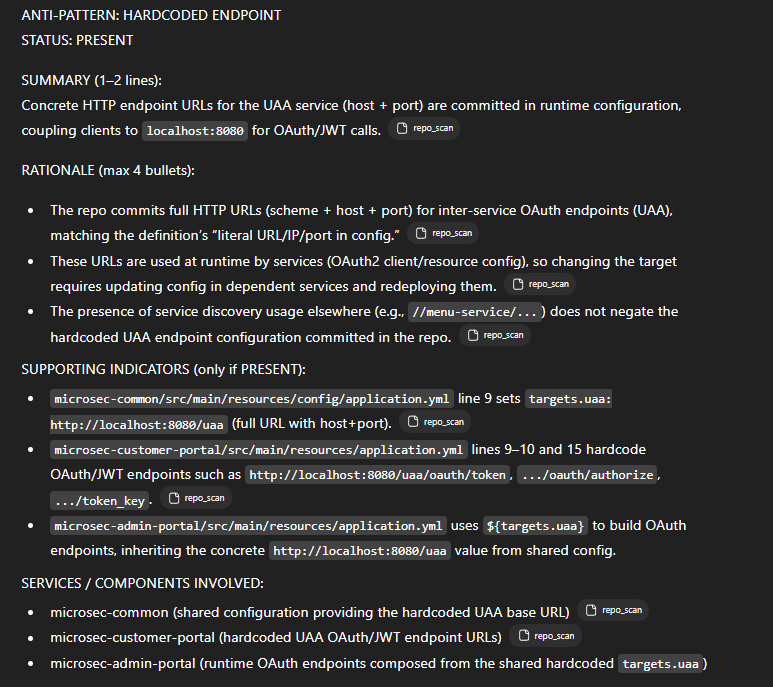 ANTI-PATTERN: HARDCODED ENDPOINT
STATUS: PRESENT
SUMMARY (1–2 lines):
Concrete HTTP endpoint URLs for the UAA service (host + port) are committed in runtime configuration,
coupling clients to localhost:8080 for OAuth/JWT calls. repo_scan
RATIONALE (max 4 bullets):
• The repo commits full HTTP URLs (scheme + host + port) for inter-service OAuth endpoints (UAA),
matching the definition's "literal URL/IP/port in config." repo_scan
• These URLs are used at runtime by services (OAuth2 client/resource config), so changing the target
requires updating config in dependent services and redeploying them. repo_scan
• The presence of service discovery usage elsewhere (e.g., //menu-service/...) does not negate the
hardcoded UAA endpoint configuration committed in the repo. repo_scan
SUPPORTING INDICATORS (only if PRESENT):
• microsec-common/src/main/resources/config/application.yml line 9 sets targets.uaa:
http://localhost:8080/uaa (full URL with host+port). repo_scan
• microsec-customer-portal/src/main/resources/application.yml lines 9–10 and 15 hardcode
OAuth/JWT endpoints such as http://localhost:8080/uaa/oauth/token, .../oauth/authorize,
.../token_key. repo_scan
• microsec-admin-portal/src/main/resources/application.yml uses ${targets.uaa} to build OAuth
endpoints, inheriting the concrete http://localhost:8080/uaa value from shared config.
SERVICES / COMPONENTS INVOLVED:
• microsec-common (shared configuration providing the hardcoded UAA base URL) repo_scan
• microsec-customer-portal (hardcoded UAA OAuth/JWT endpoint URLs) repo_scan
• microsec-admin-portal (runtime OAuth endpoints composed from the shared hardcoded targets.uaa)